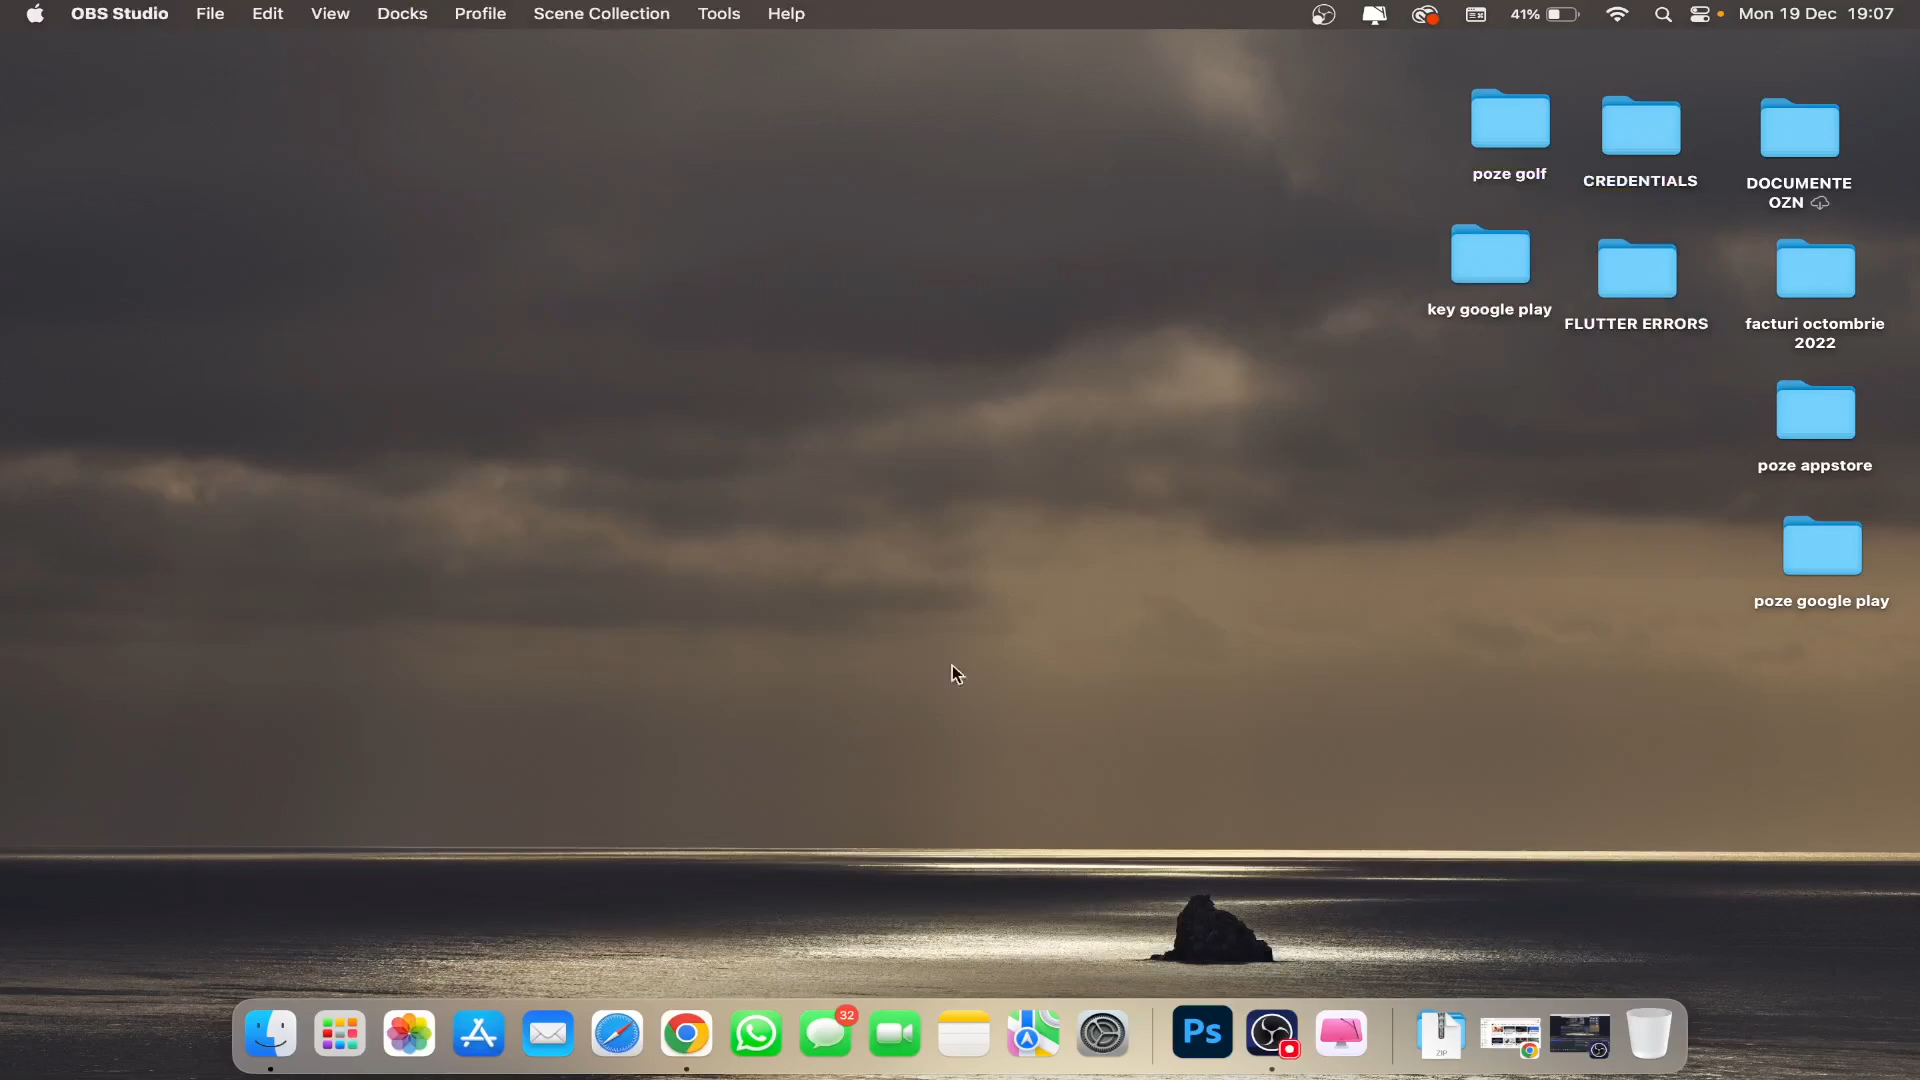 OBS Studio File Edit View Docks Profile Scene Collection Tools Help 41% Mon 19 Dec 19:07
poze golf
CREDENTIALS
DOCUMENTE
OZN
key google play
FLUTTER ERRORS
facturi octombrie
2022
poze appstore
poze google play
32
Ps
ZIP